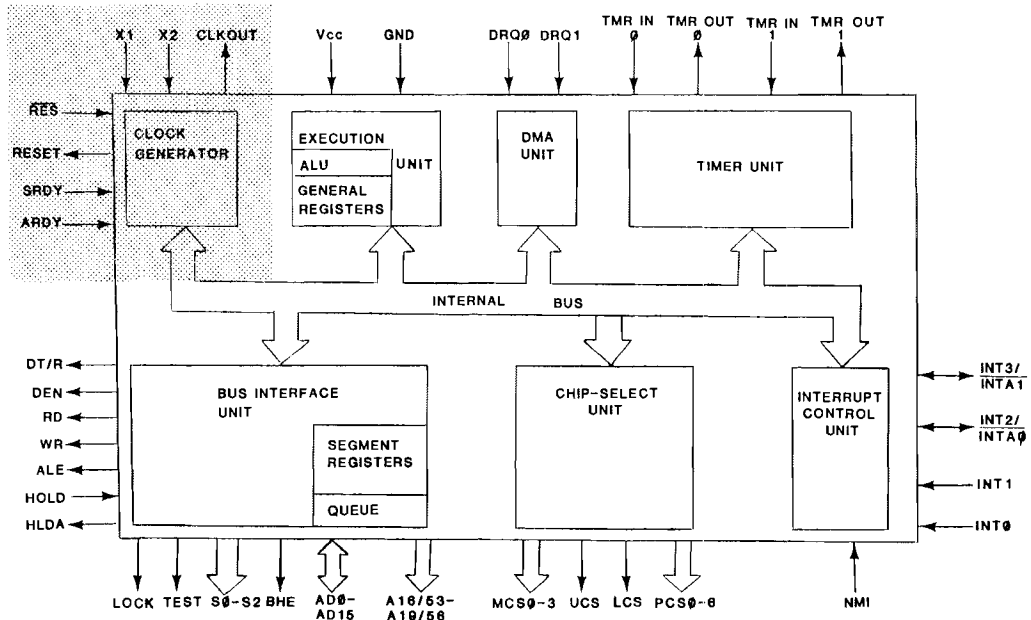 X1 X2 CLKOUT Vcc GND DRQ0 DRQ1 TMR IN 0 TMR OUT 0 TMR IN 1 TMR OUT 1
RES
RESET
SRDY
ARDY
CLOCK
GENERATOR
EXECUTION
UNIT
ALU
GENERAL
REGISTERS
DMA
UNIT
TIMER UNIT
INTERNAL BUS
DT/R
DEN
RD
WR
ALE
HOLD
HLDA
BUS INTERFACE
UNIT
SEGMENT
REGISTERS
QUEUE
CHIP-SELECT
UNIT
INTERRUPT
CONTROL
UNIT
INT3/
INTA1
INT2/
INTA0
INT1
INT0
LOCK TEST S0-S2 BHE AD0-
AD15 A16/S3-
A19/S6 MCS0-3 UCS LCS PCS0-6 NMI